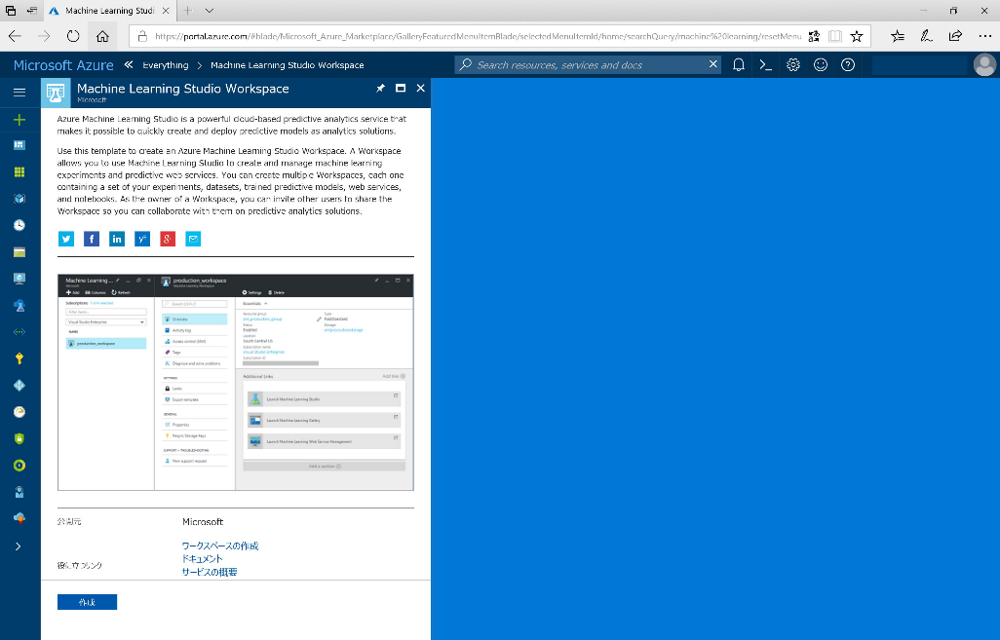 Machine Learning Studi
https://portal.azure.com/#blade/Microsoft_Azure_Marketplace/GalleryFeaturedMenuItemBlade/selectedMenuItemId/home/searchQuery/machine%20learning/resetMenu
Microsoft Azure
Everything
Machine Learning Studio Workspace
Search resources, services and docs
Machine Learning Studio Workspace
Microsoft
Azure Machine Learning Studio is a powerful cloud-based predictive analytics service that
makes it possible to quickly create and deploy predictive models as analytics solutions.
Use this template to create an Azure Machine Learning Studio Workspace. A Workspace
allows you to use Machine Learning Studio to create and manage machine learning
experiments and predictive web services. You can create multiple Workspaces, each one
containing a set of your experiments, datasets, trained predictive models, web services,
and notebooks. As the owner of a Workspace, you can invite other users to share the
Workspace so you can collaborate with them on predictive analytics solutions.
Machine Learning ...
Microsoft
Add
Columns
Refresh
Subscriptions: 1 of 4 selected
Filter items...
Visual Studio Enterprise
NAME
production_workspace
production_workspace
Machine Learning Workspace
Search (Ctrl+/)
Overview
Activity log
Access control (IAM)
Tags
Diagnose and solve problems
SETTINGS
Locks
Export template
GENERAL
Properties
Resync Storage Keys
SUPPORT + TROUBLESHOOTING
New support request
Settings
Delete
Essentials
Resource group
Type
Status
Storage
Enabled
Location
South Central US
Subscription name
Visual Studio Enterprise
Subscription ID
Additional Links
Add tiles
Launch Machine Learning Studio
Launch Machine Learning Gallery
Launch Machine Learning Web Service Management
Add a section
公開元
Microsoft
役に立つリンク
ワークスペースの作成
ドキュメント
サービスの概要
作成